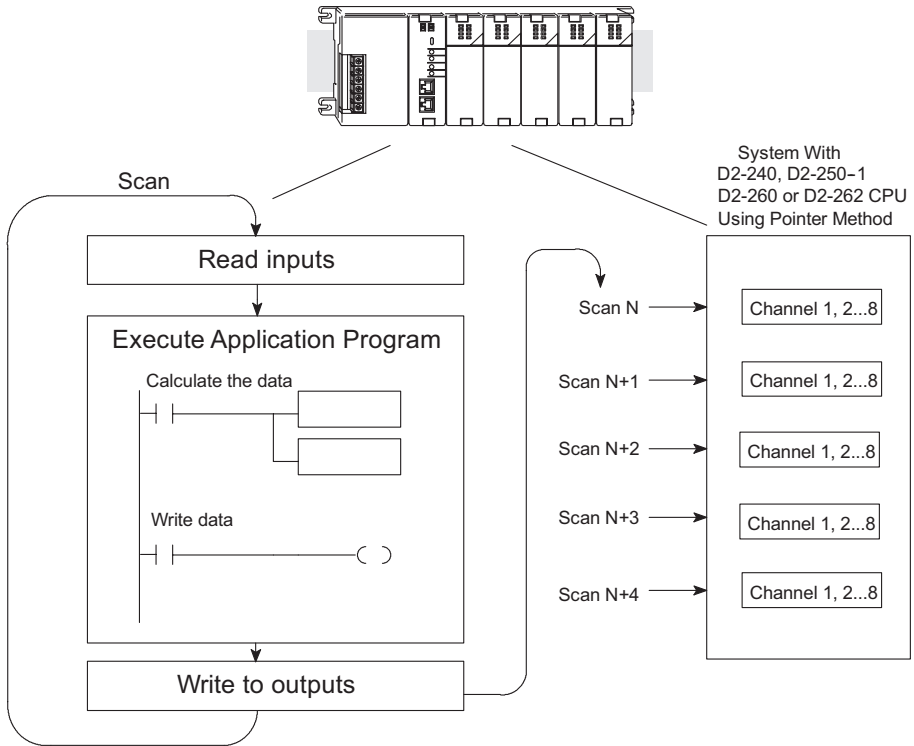 Scan
Read inputs
Execute Application Program
Calculate the data
Write data
Write to outputs
System With
D2-240, D2-250-1
D2-260 or D2-262 CPU
Using Pointer Method
Scan N
Channel 1, 2...8
Scan N+1
Channel 1, 2...8
Scan N+2
Channel 1, 2...8
Scan N+3
Channel 1, 2...8
Scan N+4
Channel 1, 2...8